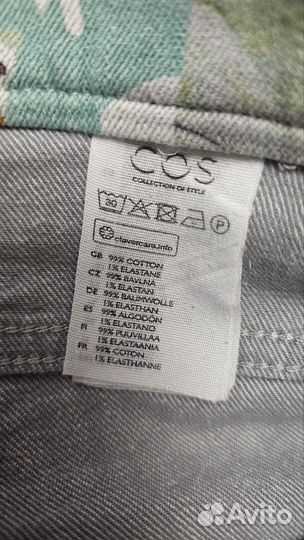 COS
COLLECTION OF STYLE
30
P
clevercare.info
GB 99% COTTON
1% ELASTANE
CZ 99% BAVLNA
1% ELASTAN
DE 99% BAUMWOLLE
1% ELASTHAN
ES 99% ALGODÓN
1% ELASTANO
FI 99% PUUVILLAA
1% ELASTAANIA
FR 99% COTON
1% ELASTHANNE
Avito